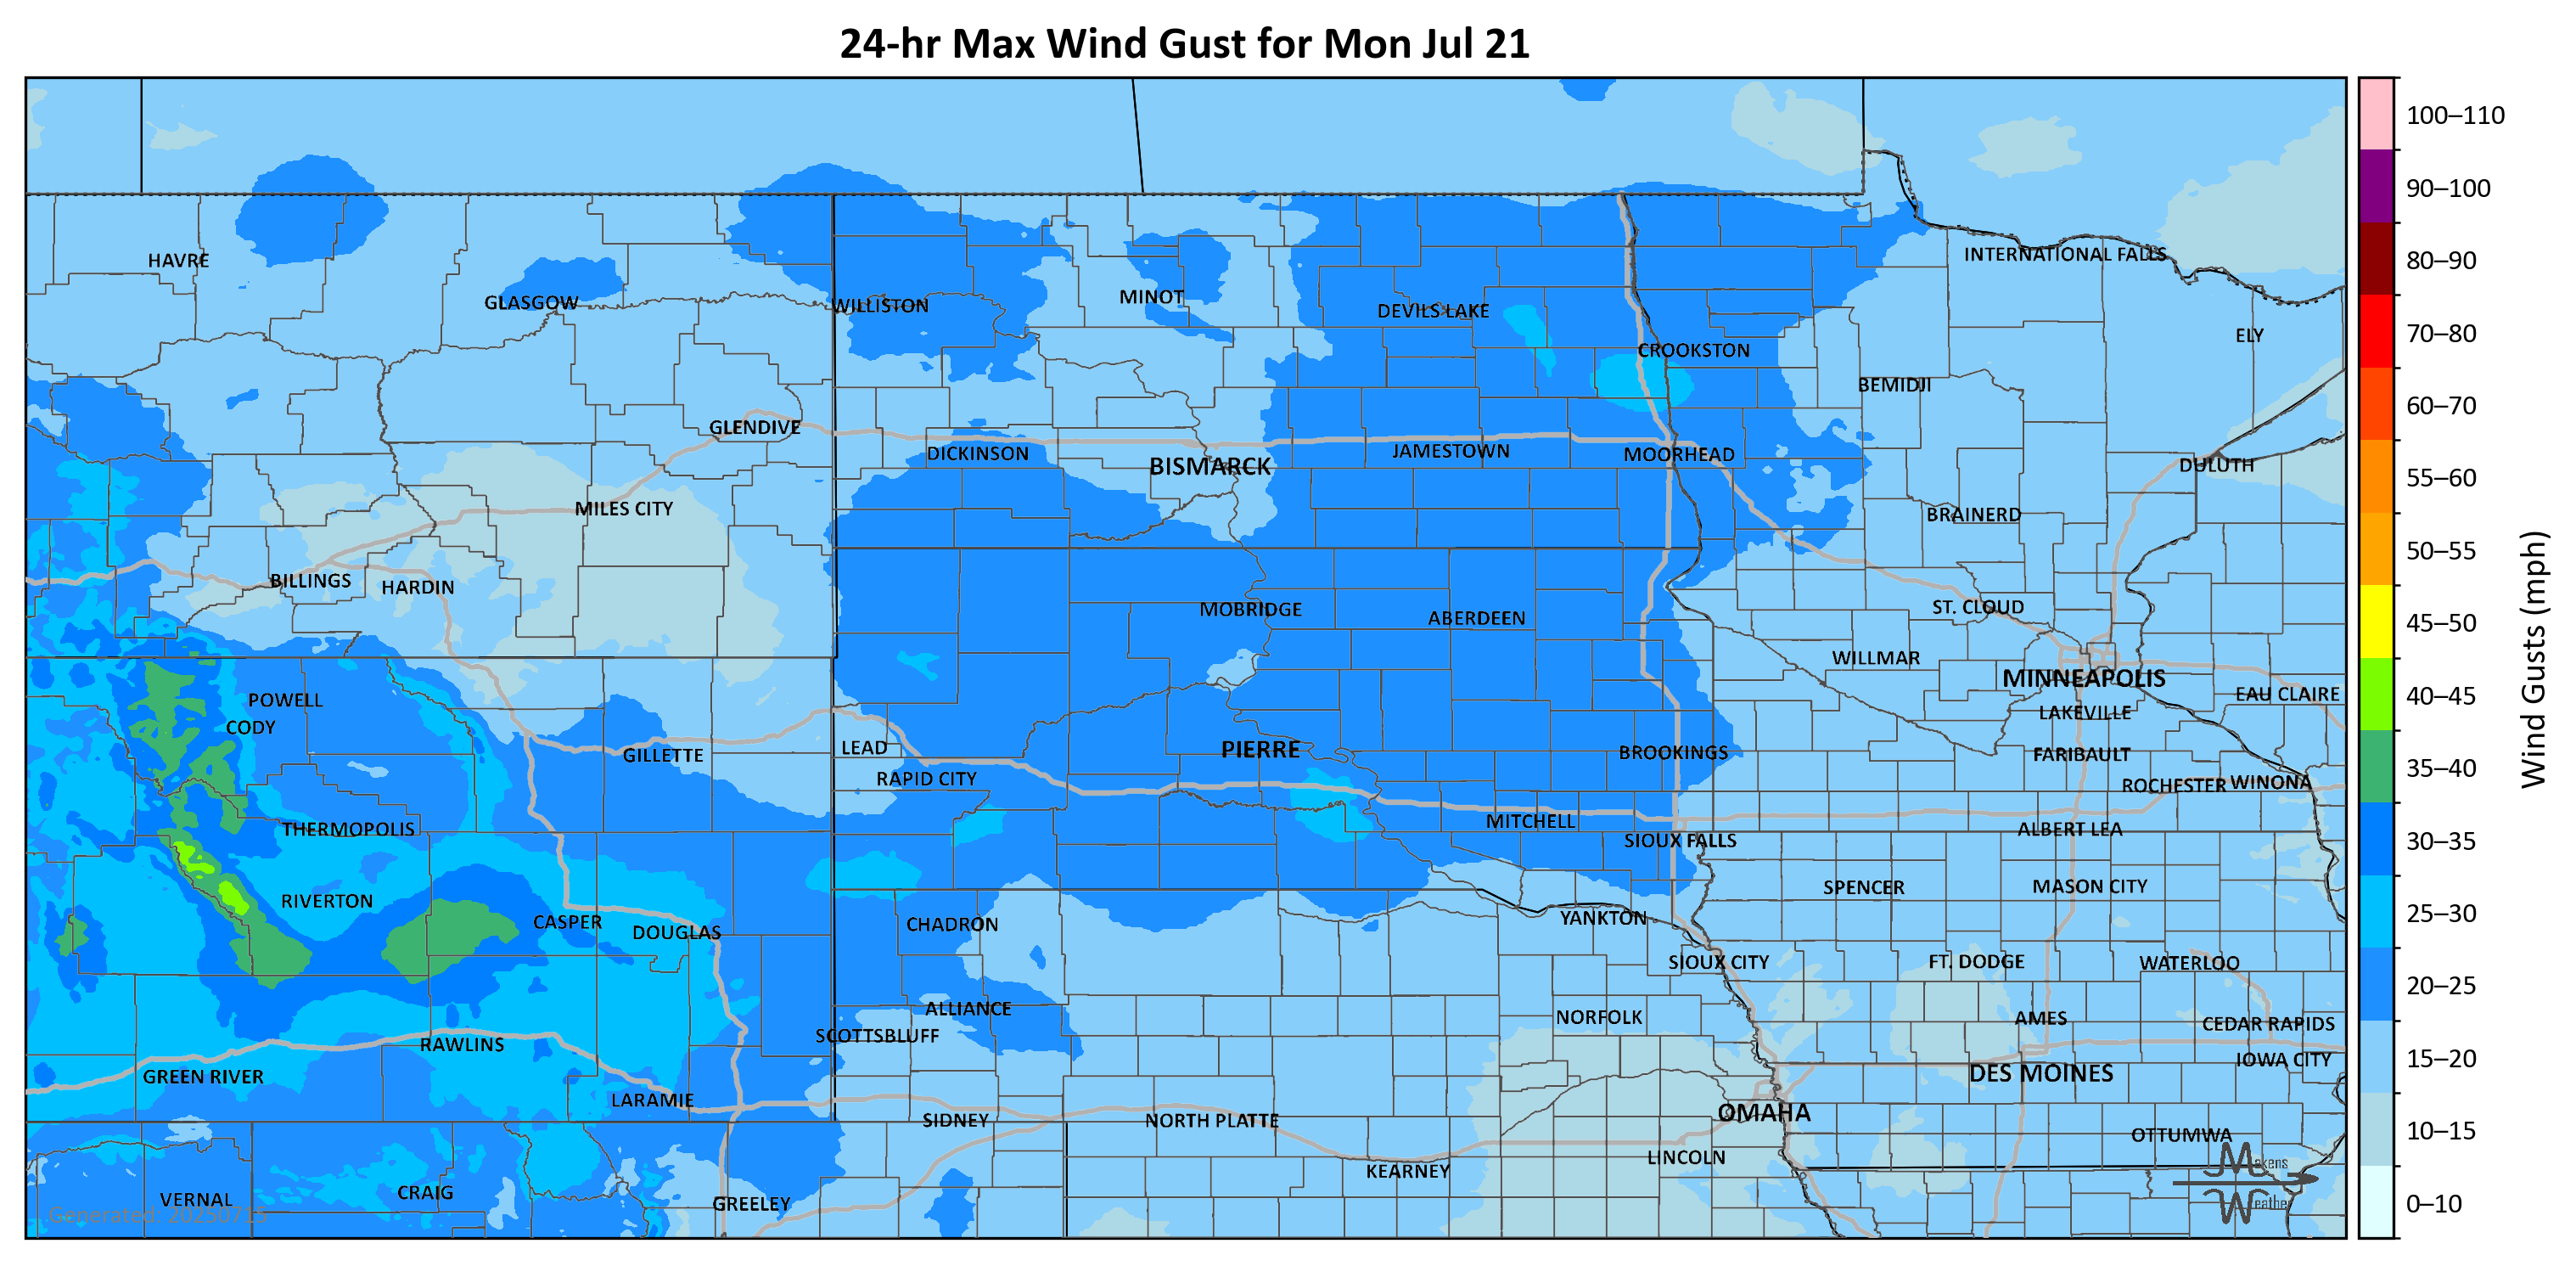 24-hr Max Wind Gust for Mon Jul 21
100–110
90–100
80–90
70–80
60–70
55–60
50–55
45–50
40–45
35–40
30–35
25–30
20–25
15–20
10–15
0–10
Wind Gusts (mph)
HAVRE
GLASGOW
WILLISTON
MINOT
DEVILS LAKE
INTERNATIONAL FALLS
ELY
CROOKSTON
BEMIDJI
GLENDIVE
DICKINSON
BISMARCK
JAMESTOWN
MOORHEAD
DULUTH
MILES CITY
BRAINERD
BILLINGS
HARDIN
MOBRIDGE
ABERDEEN
ST. CLOUD
WILLMAR
MINNEAPOLIS
EAU CLAIRE
POWELL
CODY
LAKEVILLE
GILLETTE
LEAD
PIERRE
BROOKINGS
FARIBAULT
RAPID CITY
ROCHESTER
WINONA
THERMOPOLIS
MITCHELL
ALBERT LEA
SIOUX FALLS
RIVERTON
SPENCER
MASON CITY
CASPER
DOUGLAS
CHADRON
YANKTON
SIOUX CITY
FT. DODGE
WATERLOO
ALLIANCE
NORFOLK
AMES
CEDAR RAPIDS
SCOTTSBLUFF
RAWLINS
IOWA CITY
GREEN RIVER
DES MOINES
LARAMIE
SIDNEY
NORTH PLATTE
OMAHA
OTTUMWA
KEARNEY
LINCOLN
VERNAL
CRAIG
GREELEY
Generated: 20250715
Makens
Weather